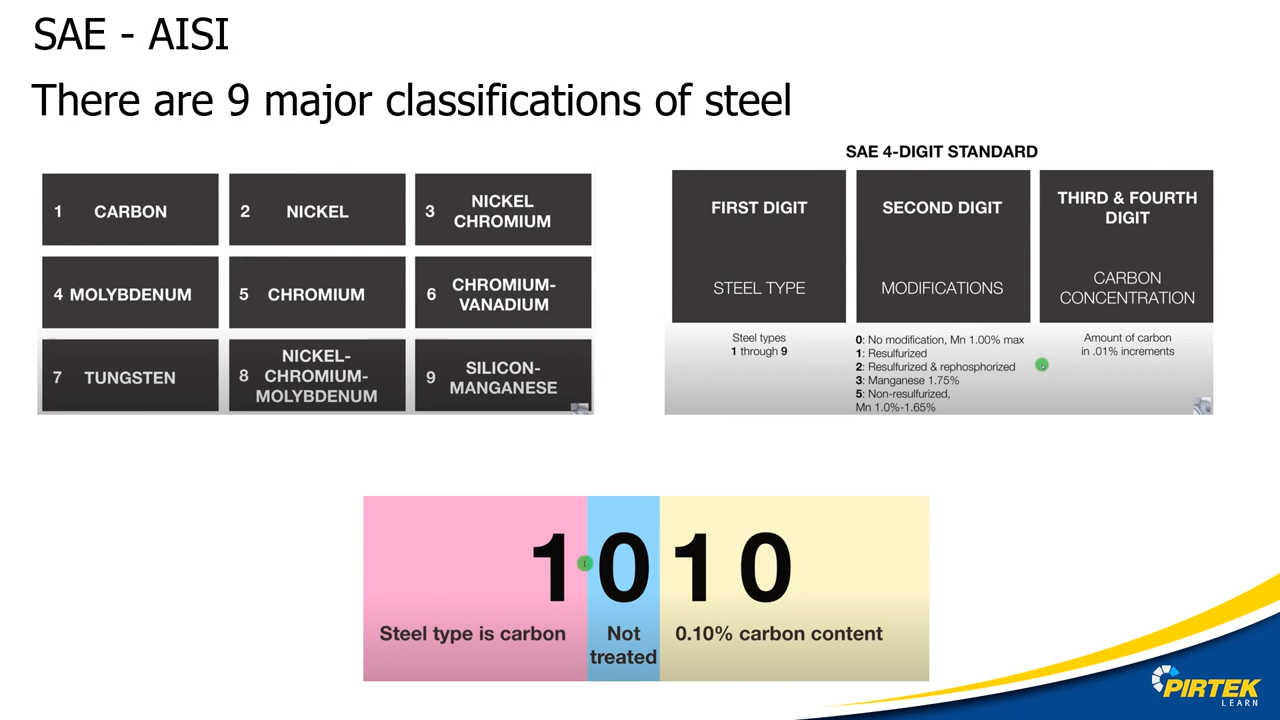 SAE - AISI
There are 9 major classifications of steel
1 CARBON
2 NICKEL
3 NICKEL
CHROMIUM
4 MOLYBDENUM
5 CHROMIUM
6 CHROMIUM-
VANADIUM
7 TUNGSTEN
8 NICKEL-
CHROMIUM-
MOLYBDENUM
9 SILICON-
MANGANESE
SAE 4-DIGIT STANDARD
FIRST DIGIT
STEEL TYPE
Steel types
1 through 9
SECOND DIGIT
MODIFICATIONS
0: No modification, Mn 1.00% max
1: Resulfurized
2: Resulfurized & rephosphorized
3: Manganese 1.75%
5: Non-resulfurized,
Mn 1.0%-1.65%
THIRD & FOURTH
DIGIT
CARBON
CONCENTRATION
Amount of carbon
in .01% increments
1 0 1 0
Steel type is carbon
Not
treated
0.10% carbon content
PIRTEK
LEARN